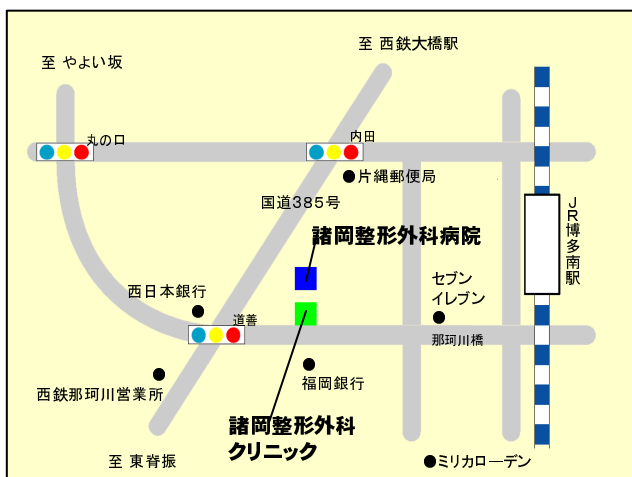 至 西鉄大橋駅
至 やよい坂
丸の口
内田
片縄郵便局
国道385号
JR博多南駅
諸岡整形外科病院
セブン
イレブン
西日本銀行
道善
那珂川橋
福岡銀行
西鉄那珂川営業所
諸岡整形外科
クリニック
至 東脊振
ミリカローデン